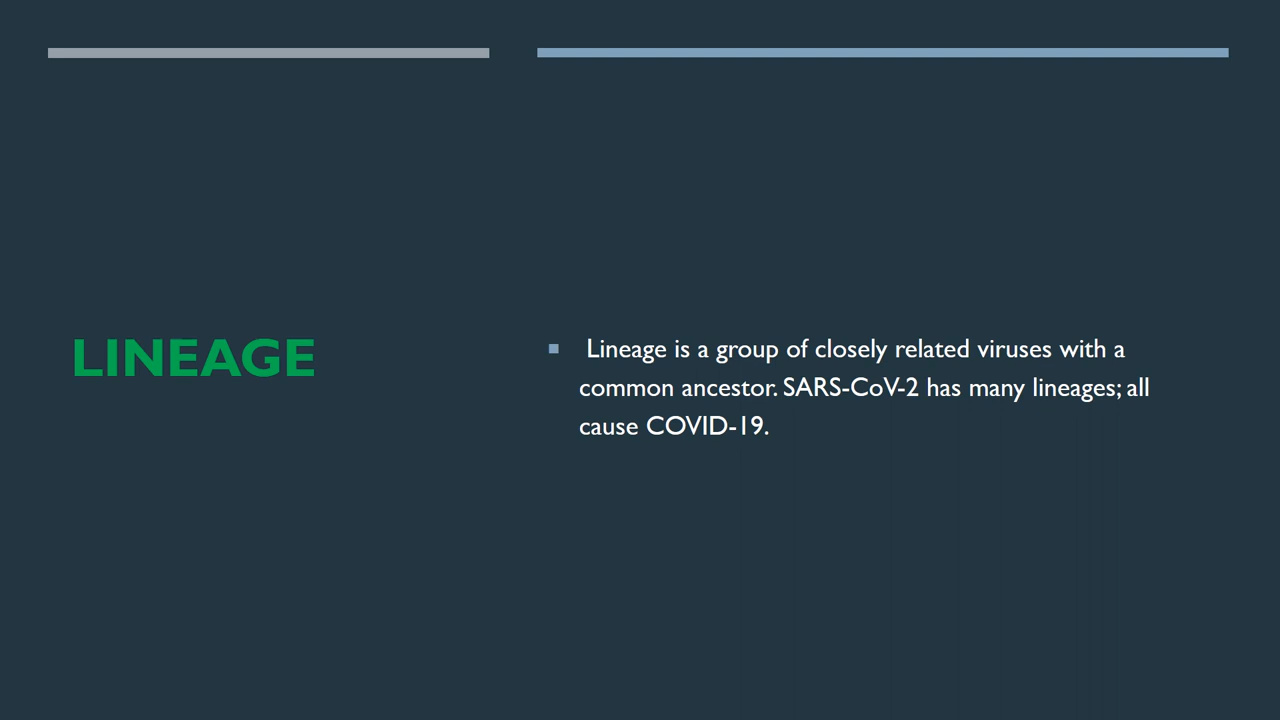 LINEAGE
Lineage is a group of closely related viruses with a
common ancestor. SARS-CoV-2 has many lineages; all
cause COVID-19.